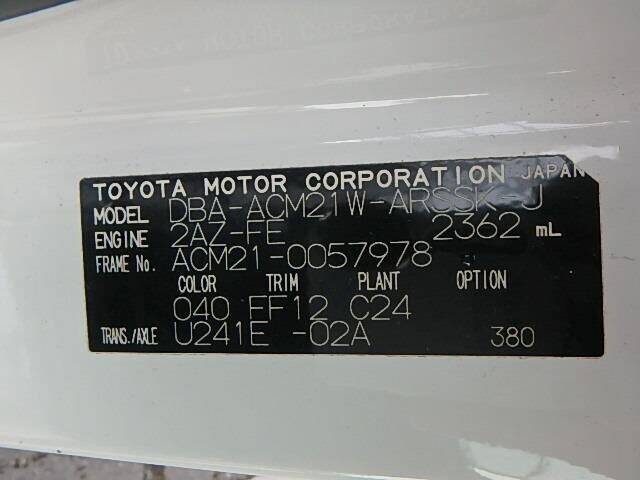 TOYOTA MOTOR CORPORATION JAPAN
MODEL DBA-ACM21W-ARSSK-J
ENGINE 2AZ-FE 2362 mL
FRAME No. ACM21-0057978
COLOR TRIM PLANT OPTION
040 EF12 C24
TRANS./AXLE U241E -02A 380